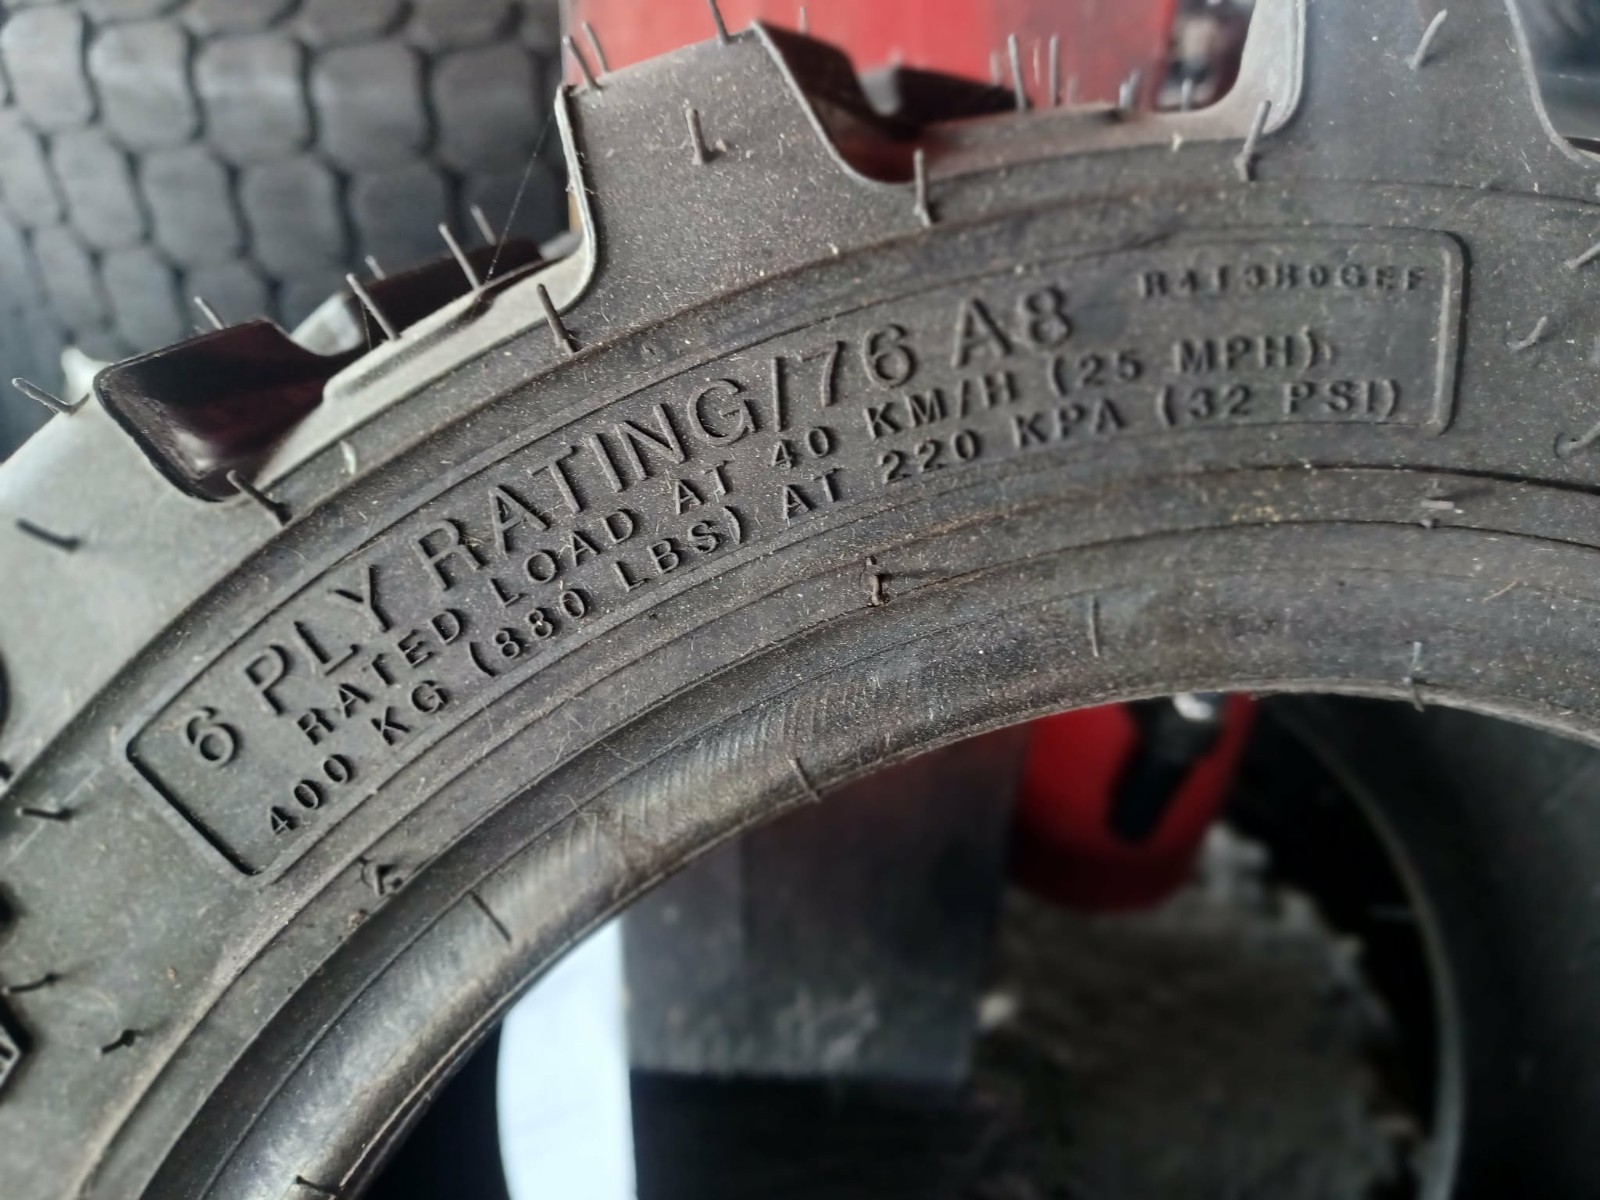 6 PLY RATING/76 A8
RATED LOAD AT 40 KM/H (25 MPH)
400 KG (880 LBS) AT 220 KPA (32 PSI)